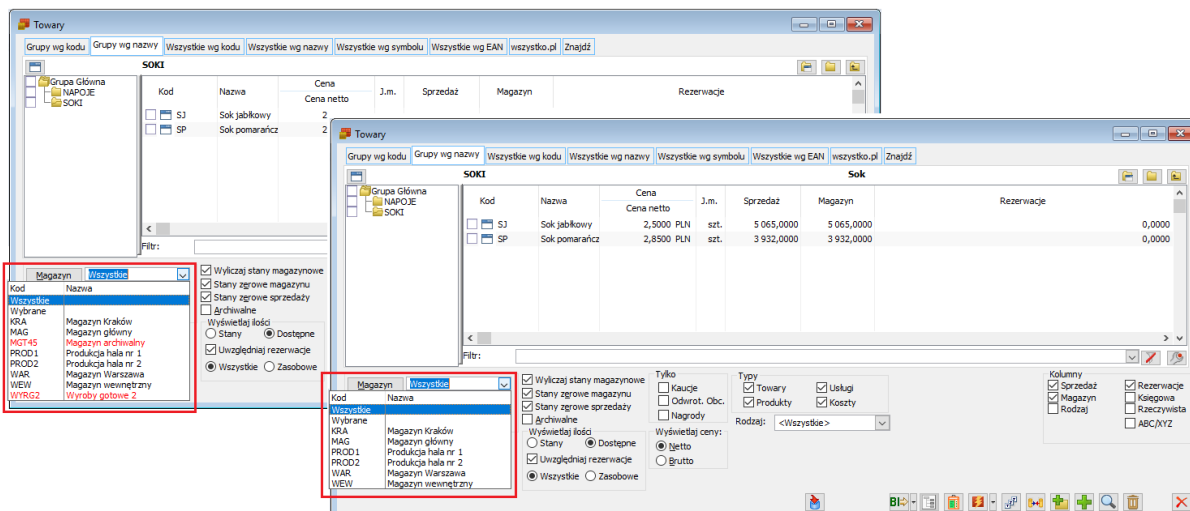 Towary
Grupy wg kodu Grupy wg nazwy Wszystkie wg kodu Wszystkie wg nazwy Wszystkie wg symbolu Wszystkie wg EAN wszystko.pl Znajdź
SOKI
Grupa Główna
NAPOJE
SOKI
Kod Nazwa Cena J.m. Sprzedaż Magazyn Rezerwacje
Cena netto
SJ Sok jabłkowy 2
SP Sok pomarańcz 2
Filtr:
Magazyn Wszystkie
Kod Nazwa
Wszystkie
Wybrane
KRA Magazyn Kraków
MAG Magazyn główny
MGT45 Magazyn archiwalny
PROD1 Produkcja hala nr 1
PROD2 Produkcja hala nr 2
WAR Magazyn Warszawa
WEW Magazyn wewnętrzny
WYRG2 Wyroby gotowe 2
Wyliczaj stany magazynowe
Stany zerowe magazynu
Stany zerowe sprzedaży
Archiwalne
Wyświetlaj ilości
Stany Dostępne
Uwzględniaj rezerwacje
Wszystkie Zasobowe
Towary
Grupy wg kodu Grupy wg nazwy Wszystkie wg kodu Wszystkie wg nazwy Wszystkie wg symbolu Wszystkie wg EAN wszystko.pl Znajdź
SOKI Sok
Grupa Główna
NAPOJE
SOKI
Kod Nazwa Cena J.m. Sprzedaż Magazyn Rezerwacje
Cena netto
SJ Sok jabłkowy 2,5000 PLN szt. 5 065,0000 5 065,0000 0,0000
SP Sok pomarańcz 2,8500 PLN szt. 3 932,0000 3 932,0000 0,0000
Filtr:
Magazyn Wszystkie
Kod Nazwa
Wszystkie
Wybrane
KRA Magazyn Kraków
MAG Magazyn główny
PROD1 Produkcja hala nr 1
PROD2 Produkcja hala nr 2
WAR Magazyn Warszawa
WEW Magazyn wewnętrzny
Wyliczaj stany magazynowe
Stany zerowe magazynu
Stany zerowe sprzedaży
Archiwalne
Wyświetlaj ilości
Stany Dostępne
Uwzględniaj rezerwacje
Wszystkie Zasobowe
Tylko
Kaucje
Odwrot. Obc.
Nagrody
Wyświetlaj ceny:
Netto
Brutto
Typy
Towary Usługi
Produkty Koszty
Rodzaj: <Wszystkie>
Kolumny
Sprzedaż Rezerwacje
Magazyn Księgowa
Rodzaj Rzeczywista
ABC/XYZ
BI